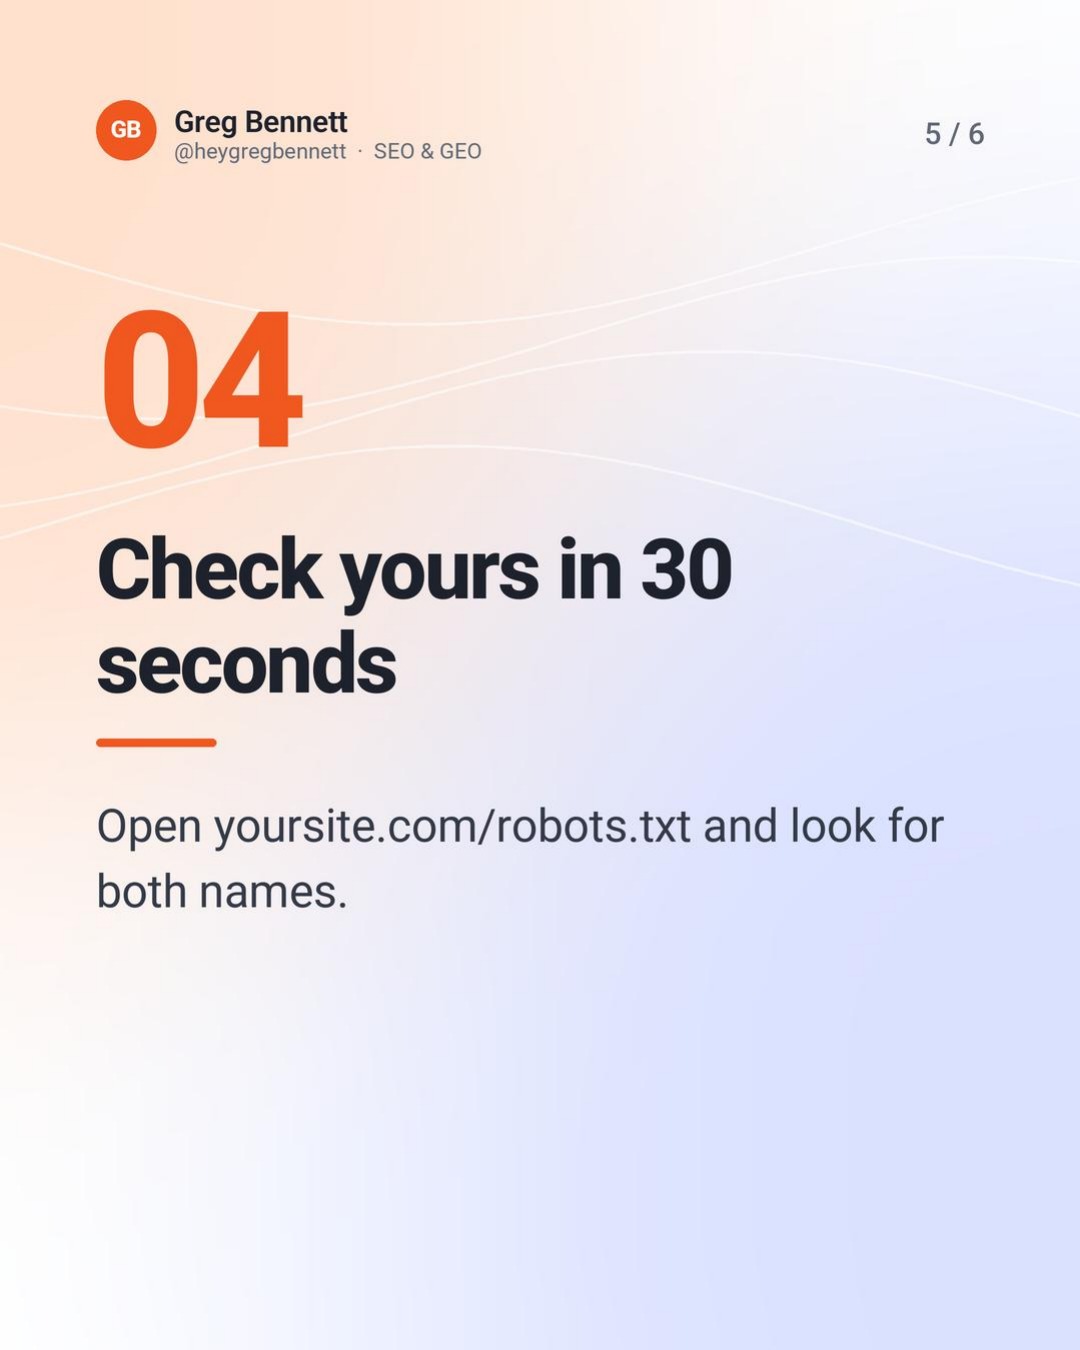 GB
Greg Bennett
@heygregbennett · SEO & GEO
5 / 6
04
Check yours in 30
seconds
Open yoursite.com/robots.txt and look for
both names.